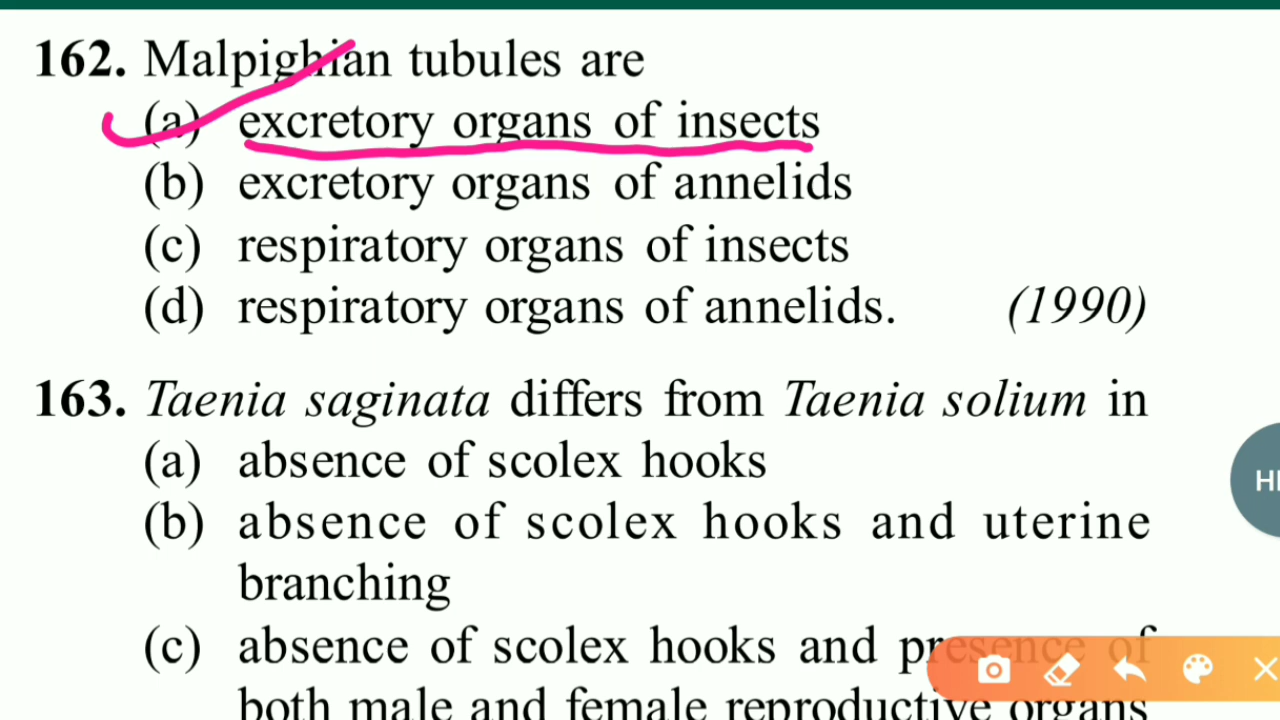 162. Malpighian tubules are
(a) excretory organs of insects
(b) excretory organs of annelids
(c) respiratory organs of insects
(d) respiratory organs of annelids. (1990)
163. Taenia saginata differs from Taenia solium in
(a) absence of scolex hooks
(b) absence of scolex hooks and uterine
branching
(c) absence of scolex hooks and presence of
both male and female reproductive organs